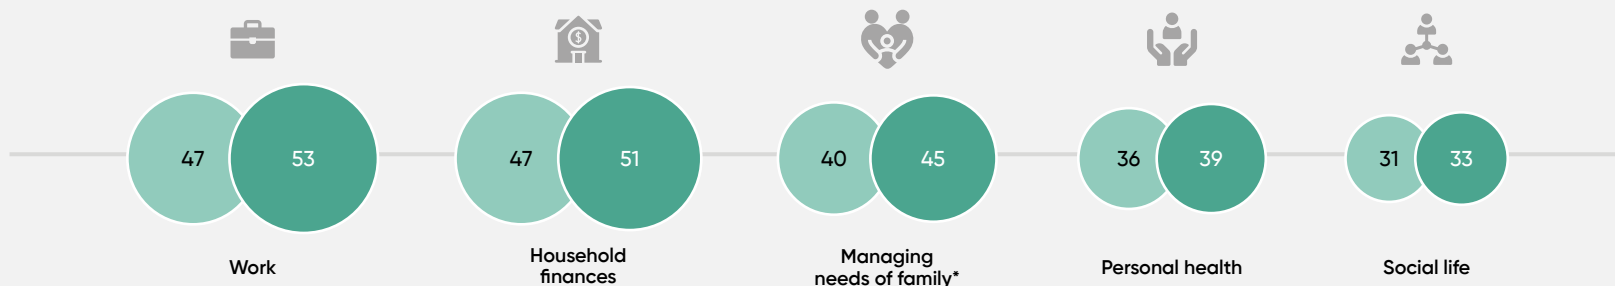 $
47 53
47 51
40 45
36 39
31 33
Work
Household
finances
Managing
needs of family*
Personal health
Social life